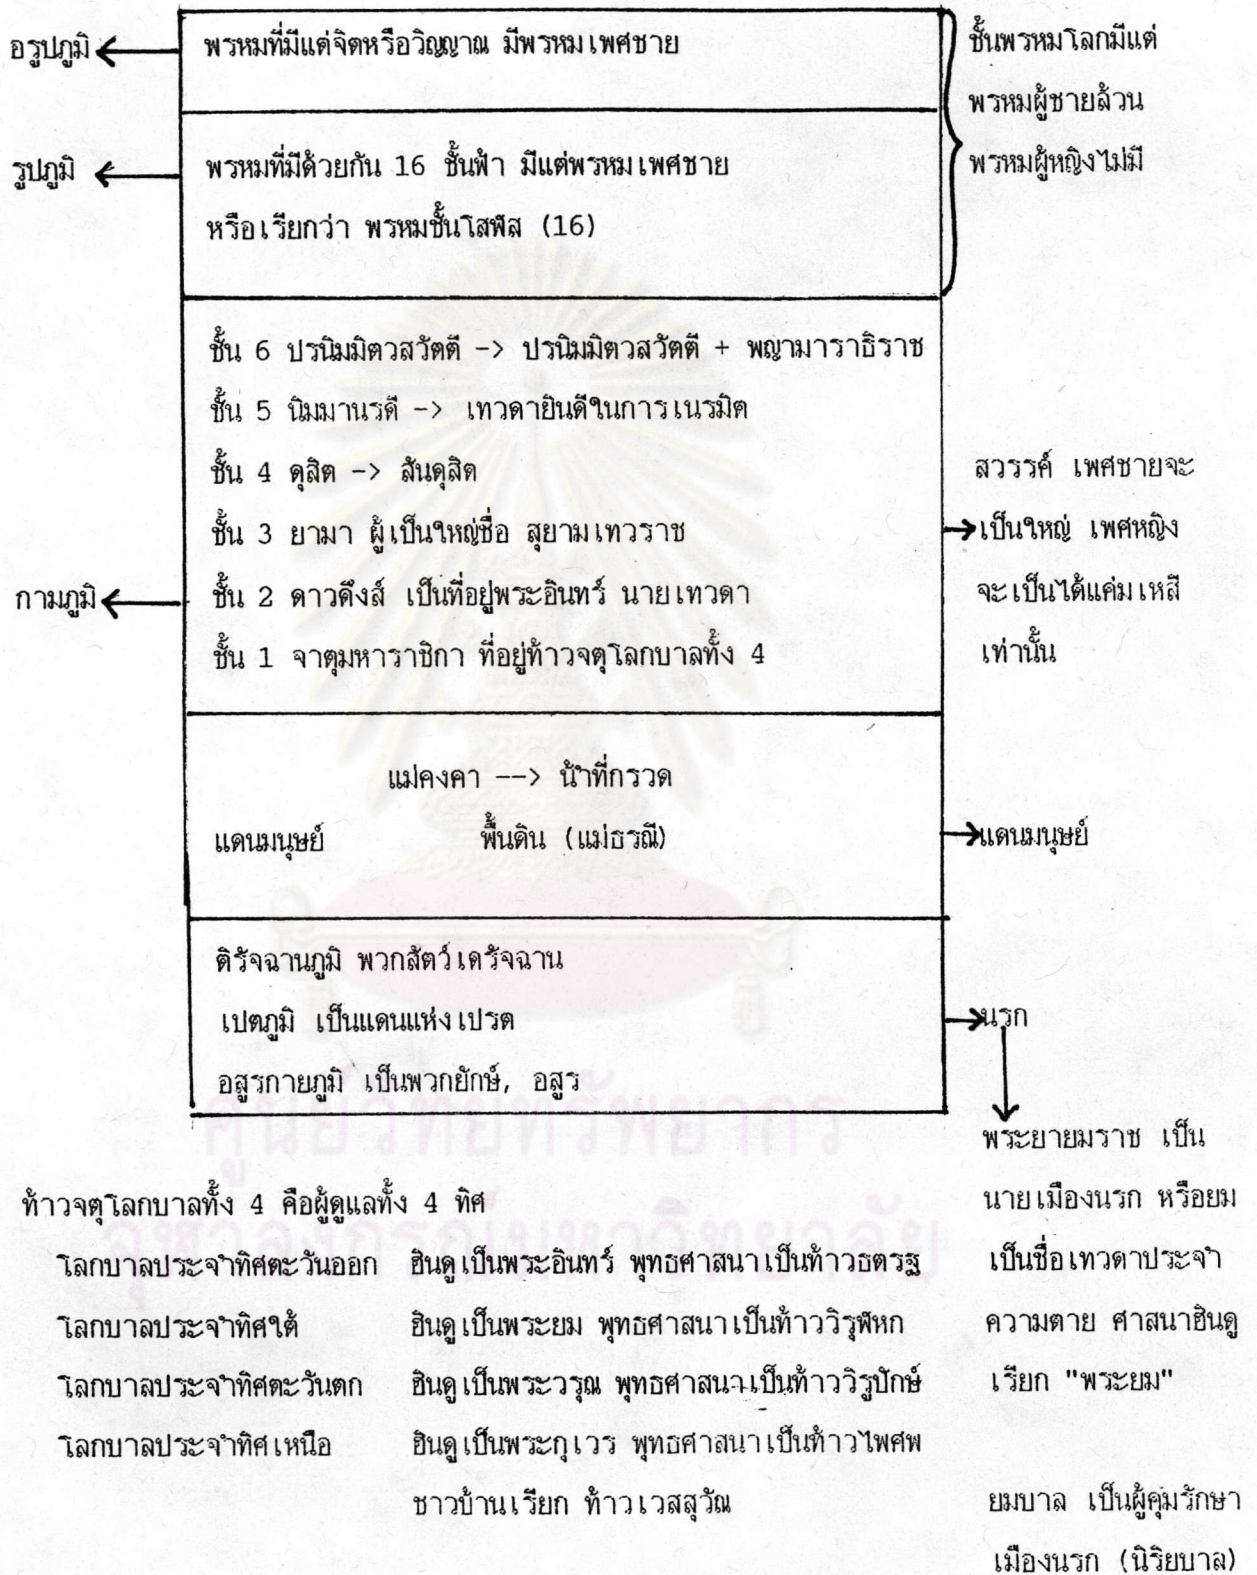 อรูปภูมิ
พรหมที่มีแต่จิตหรือวิญญาณ มีพรหมเพศชาย
ชั้นพรหมโลกมีแต่
พรหมผู้ชายล้วน
พรหมผู้หญิงไม่มี
รูปภูมิ
พรหมที่มีด้วยกัน 16 ชั้นฟ้า มีแต่พรหมเพศชาย
หรือเรียกว่า พรหมชั้นโสฬส (16)
กามภูมิ
ชั้น 6 ปรนิมมิตวสวัตตี -> ปรนิมมิตวสวัตตี + พญามาราธิราช
ชั้น 5 นิมมานรดี -> เทวดายินดีในการเนรมิต
ชั้น 4 ดุสิต -> สันดุสิต
ชั้น 3 ยามา ผู้เป็นใหญ่ชื่อ สุยามเทวราช
ชั้น 2 ดาวดึงส์ เป็นที่อยู่พระอินทร์ นายเทวดา
ชั้น 1 จาตุมหาราชิกา ที่อยู่ท้าวจตุโลกบาลทั้ง 4
สวรรค์ เพศชายจะ
เป็นใหญ่ เพศหญิง
จะเป็นได้แค่มเหสี
เท่านั้น
แม่คงคา --> น้ำที่กรวด
แดนมนุษย์ พื้นดิน (แม่ธรณี)
แดนมนุษย์
ติรัจฉานภูมิ พวกสัตว์เดรัจฉาน
เปตภูมิ เป็นแดนแห่งเปรต
อสูรกายภูมิ เป็นพวกยักษ์, อสูร
นรก
พระยายมราช เป็น
นายเมืองนรก หรือยม
เป็นชื่อเทวดาประจำ
ความตาย ศาสนาฮินดู
เรียก "พระยม"
ยมบาล เป็นผู้คุมรักษา
เมืองนรก (นิริยบาล)
ท้าวจตุโลกบาลทั้ง 4 คือผู้ดูแลทั้ง 4 ทิศ
โลกบาลประจำทิศตะวันออก ฮินดูเป็นพระอินทร์ พุทธศาสนาเป็นท้าวธตรฐ
โลกบาลประจำทิศใต้ ฮินดูเป็นพระยม พุทธศาสนาเป็นท้าววิรุฬหก
โลกบาลประจำทิศตะวันตก ฮินดูเป็นพระวรุณ พุทธศาสนาเป็นท้าววิรูปักษ์
โลกบาลประจำทิศเหนือ ฮินดูเป็นพระกุเวร พุทธศาสนาเป็นท้าวไพศพ
ชาวบ้านเรียก ท้าวเวสสุวัณ
ศูนย์วิทยทรัพยากร
จุฬาลงกรณ์มหาวิทยาลัย